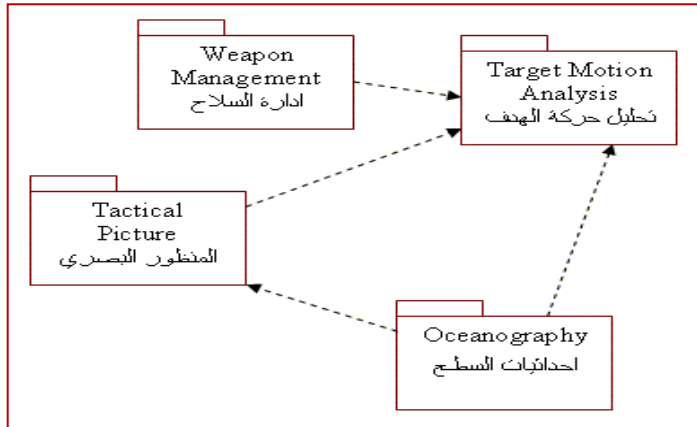 Weapon
Management
ادارة السلاح
Target Motion
Analysis
تحليل حركة الهدف
Tactical
Picture
المنظور البصري
Oceanography
احداثيات السطح